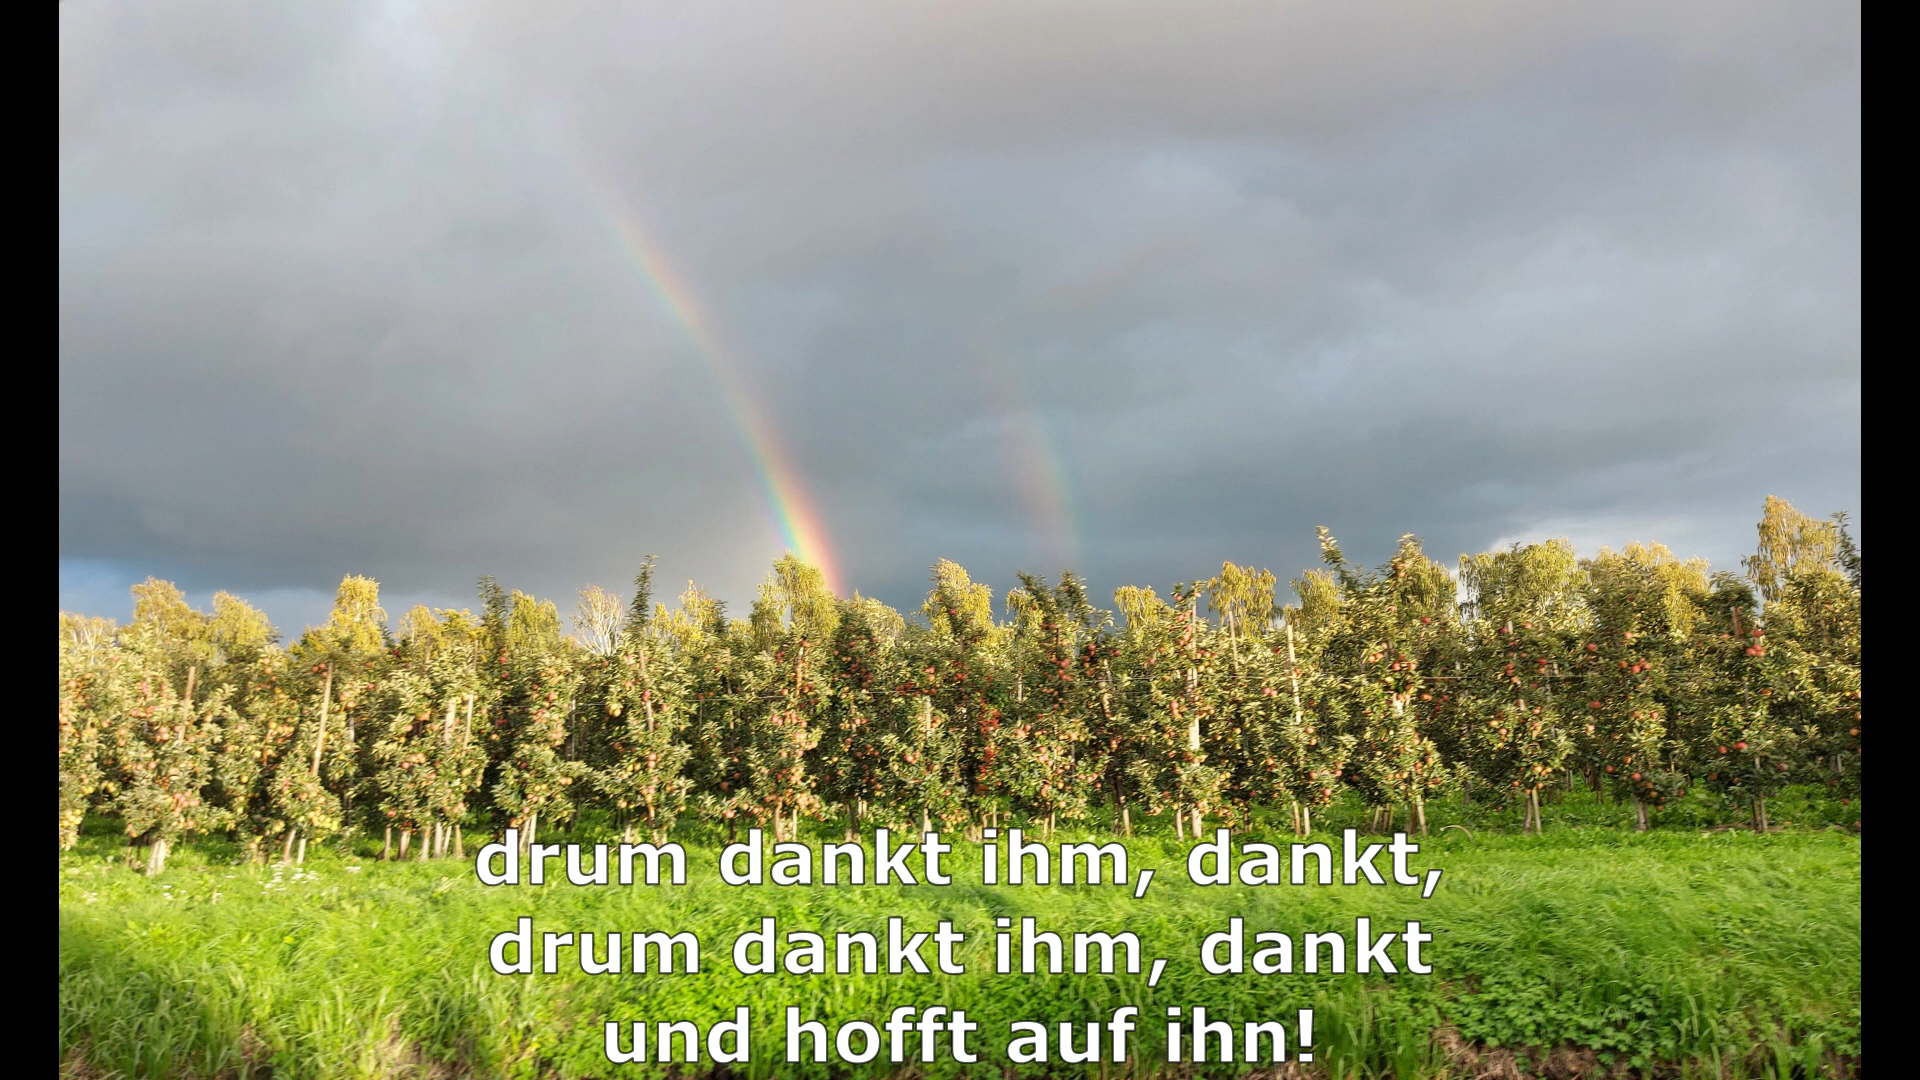 drum dankt ihm, dankt,
drum dankt ihm, dankt
und hofft auf ihn!